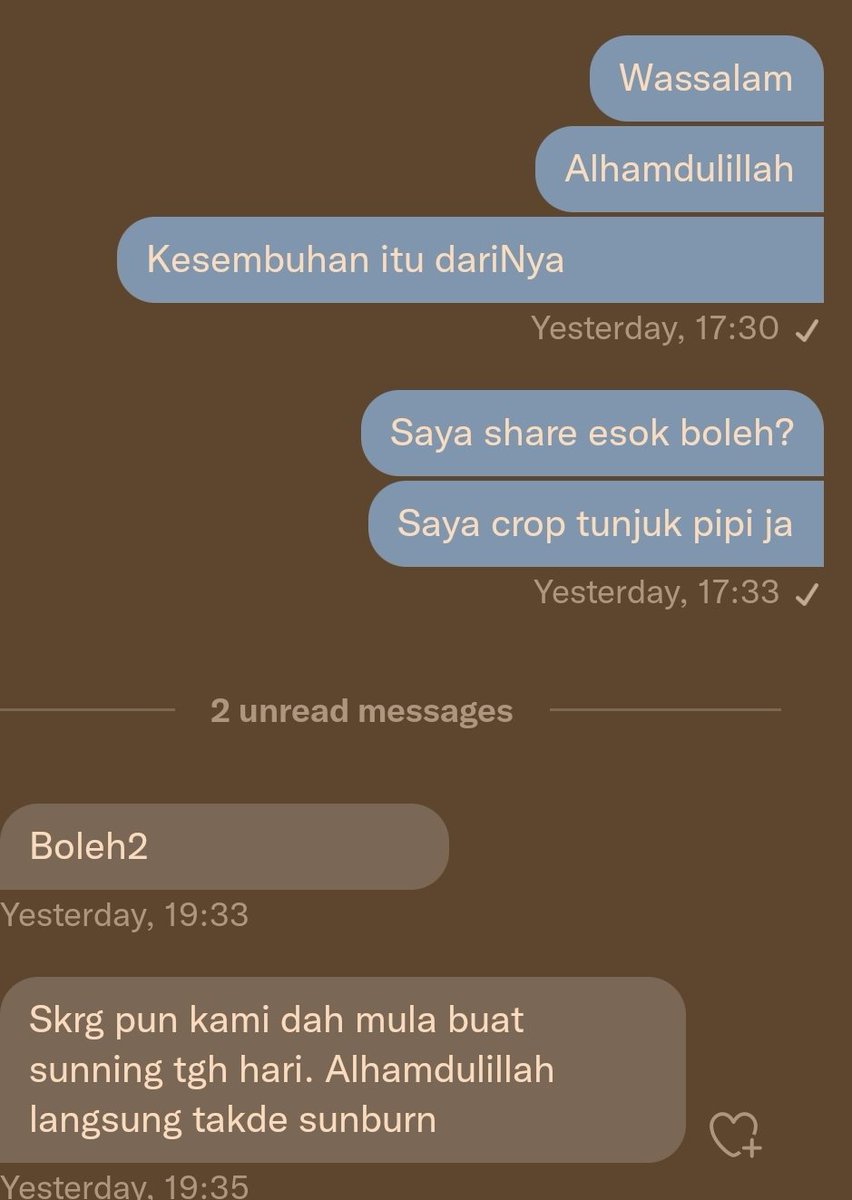 Wassalam
Alhamdulillah
Kesembuhan itu dariNya
Yesterday, 17:30
Saya share esok boleh?
Saya crop tunjuk pipi ja
Yesterday, 17:33
2 unread messages
Boleh2
Yesterday, 19:33
Skrg pun kami dah mula buat
sunning tgh hari. Alhamdulillah
langsung takde sunburn
Yesterday, 19:35